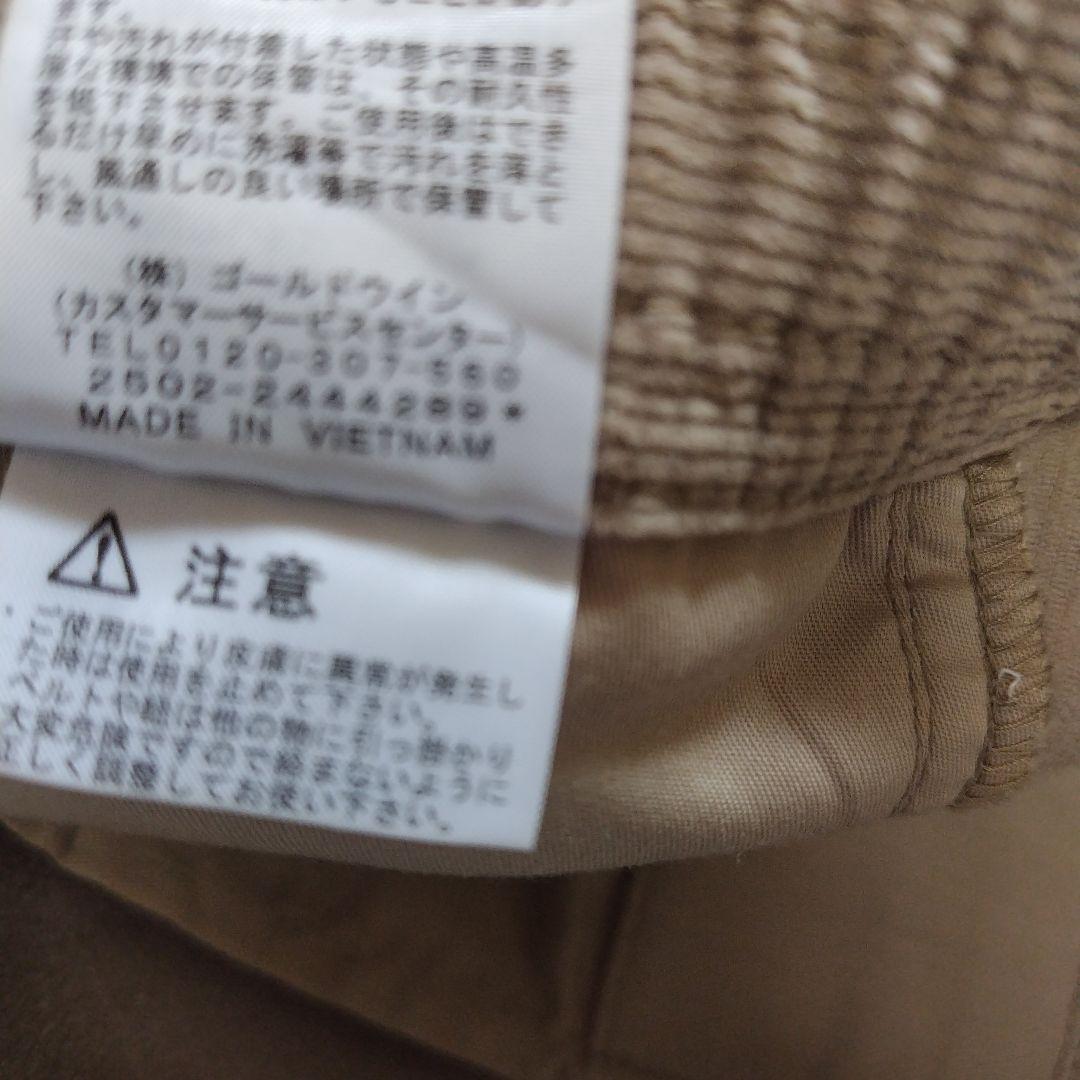 ます。
汗や汚れが付着した状態や高温多
湿な環境での保管は、その耐久性
を低下させます。ご使用後はでき
るだけ早めに洗濯等で汚れを落と
し、風通しの良い場所で保管して
下さい。
(株) ゴールドウイン
(カスタマーサービスセンター)
TEL0120-307-560
2502-2444289*
MADE IN VIETNAM
注意
・ご使用により皮膚に異常が発生し
た時は使用を止めて下さい。
ベルトや紐は他の物に引っ掛かり
大変危険ですので絡まないように
正しく調整してお使い下さい。